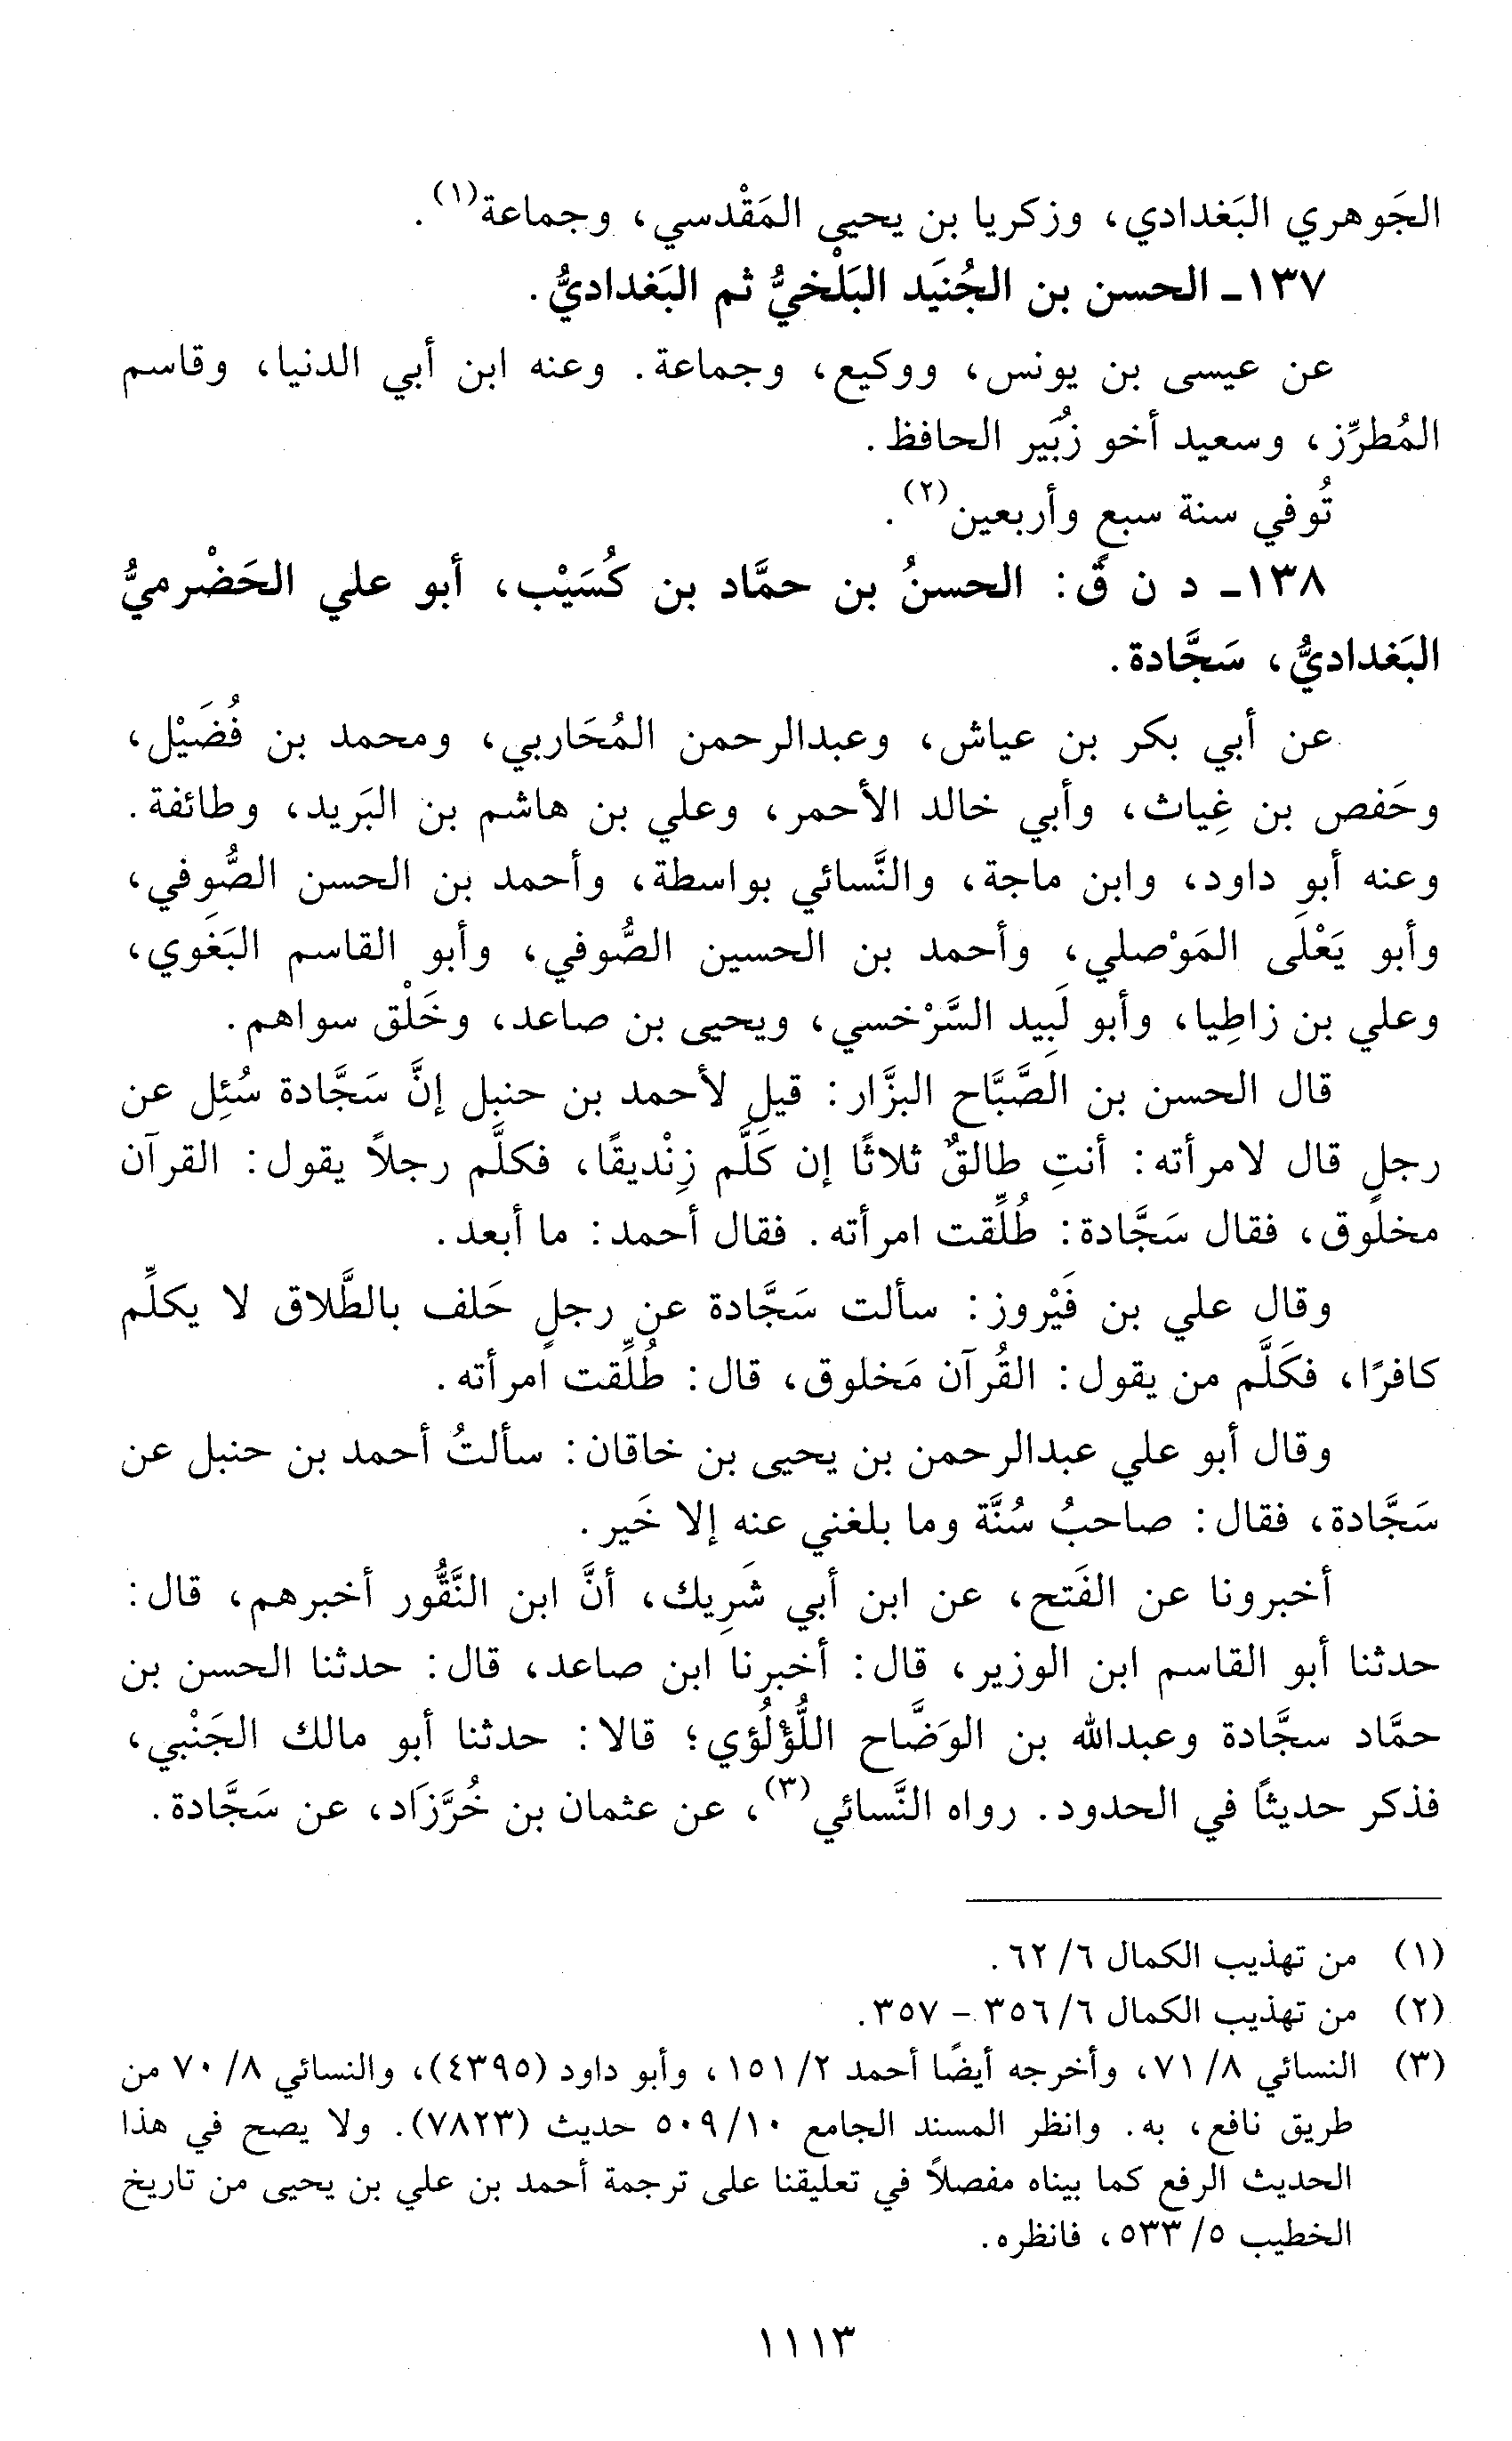 الجَوهري البَغدادي، وزكريا بن يحيى المَقْدسي، وجماعة(١).
١٣٧ـ الحسن بن الجُنَيد البَلْخيُّ ثم البَغداديُّ.
عن عيسى بن يونس، ووكيع، وجماعة. وعنه ابن أبي الدنيا، وقاسم
المُطرِّز، وسعيد أخو زُبَير الحافظ.
تُوفي سنة سبعٍ وأربعين(٢).
١٣٨ـ د ن ق: الحسنُ بن حمَّاد بن كُسَيْب، أبو علي الحَضْرميُّ
البَغداديُّ، سَجَّادة.
عن أبي بكر بن عياش، وعبدالرحمن المُحَاربي، ومحمد بن فُضَيْل،
وحَفص بن غِياث، وأبي خالد الأحمر، وعلي بن هاشم بن البَريد، وطائفة.
وعنه أبو داود، وابن ماجة، والنَّسائي بواسطة، وأحمد بن الحسن الصُّوفي،
وأبو يَعْلَى المَوْصلي، وأحمد بن الحسين الصُّوفي، وأبو القاسم البَغَوي،
وعلي بن زاطِيا، وأبو لَبِيد السَّرْخسي، ويحيى بن صاعد، وخَلْق سواهم.
قال الحسن بن الصَّبَّاح البزَّار: قيل لأحمد بن حنبل إنَّ سَجَّادة سُئِل عن
رجلٍ قال لامرأته: أنتِ طالقٌ ثلاثًا إن كَلَّم زِنْديقًا، فكلَّم رجلاً يقول: القرآن
مخلوق، فقال سَجَّادة: طُلِّقت امرأته. فقال أحمد: ما أبعد.
وقال علي بن فَيْروز: سألت سَجَّادة عن رجلٍ حَلف بالطَّلاق لا يكلِّم
كافرًا، فكَلَّم من يقول: القُرآن مَخلوق، قال: طُلِّقت امرأته.
وقال أبو علي عبدالرحمن بن يحيى بن خاقان: سألتُ أحمد بن حنبل عن
سَجَّادة، فقال: صاحبُ سُنَّة وما بلغني عنه إلا خَير.
أخبرونا عن الفَتح، عن ابن أبي شَرِيك، أنَّ ابن النَّقُّور أخبرهم، قال:
حدثنا أبو القاسم ابن الوزير، قال: أخبرنا ابن صاعد، قال: حدثنا الحسن بن
حمَّاد سجَّادة وعبدالله بن الوَضَّاح اللُّؤلُؤي؛ قالا: حدثنا أبو مالك الجَنْبي،
فذكر حديثًا في الحدود. رواه النَّسائي(٣)، عن عثمان بن خُرَّزَاد، عن سَجَّادة.
(١) من تهذيب الكمال ٦/ ٦٢.
(٢) من تهذيب الكمال ٦/ ٣٥٦ - ٣٥٧.
(٣) النسائي ٨/ ٧١، وأخرجه أيضًا أحمد ٢/ ١٥١، وأبو داود (٤٣٩٥)، والنسائي ٨/ ٧٠ من
طريق نافع، به. وانظر المسند الجامع ١٠/ ٥٠٩ حديث (٧٨٢٣). ولا يصح في هذا
الحديث الرفع كما بيناه مفصلاً في تعليقنا على ترجمة أحمد بن علي بن يحيى من تاريخ
الخطيب ٥/ ٥٣٣، فانظره.
١١١٣